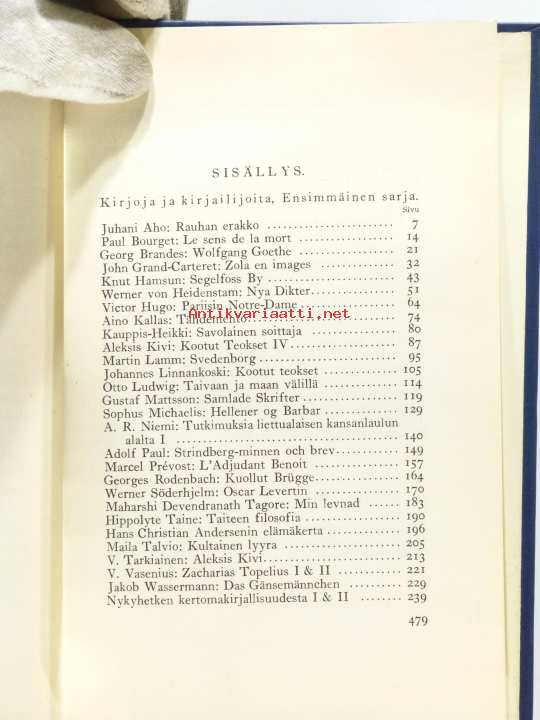 SISÄLLYS.
Kirjoja ja kirjailijoita, Ensimmäinen sarja.
Sivu
Juhani Aho: Rauhan erakko ........................ 7
Paul Bourget: Le sens de la mort .................. 14
Georg Brandes: Wolfgang Goethe ................... 21
John Grand-Carteret: Zola en images .............. 32
Knut Hamsun: Segelfoss By ........................ 43
Werner von Heidenstam: Nya Dikter................ 51
Victor Hugo: Pariisin Notre-Dame .................. 64
Antikvariaatti.net
Aino Kallas: Tähdenlento.......................... 74
Kauppis-Heikki: Savolainen soittaja ................ 80
Aleksis Kivi: Kootut Teokset IV.................... 87
Martin Lamm: Svedenborg ......................... 95
Johannes Linnankoski: Kootut teokset .............. 105
Otto Ludwig: Taivaan ja maan välillä .............. 114
Gustaf Mattsson: Samlade Skrifter .................. 119
Sophus Michaelis: Hellener og Barbar .............. 129
A. R. Niemi: Tutkimuksia liettualaisen kansanlaulun
alalta I ........................................ 140
Adolf Paul: Strindberg-minnen och brev............ 149
Marcel Prévost: L'Adjudant Benoit ................ 157
Georges Rodenbach: Kuollut Brügge................ 164
Werner Söderhjelm: Oscar Levertin ................ 170
Maharshi Devendranath Tagore: Min levnad ...... 183
Hippolyte Taine: Taiteen filosofia .................. 190
Hans Christian Andersenin elämäkerta .............. 196
Maila Talvio: Kultainen lyyra ...................... 205
V. Tarkiainen: Aleksis Kivi........................ 213
V. Vasenius: Zacharias Topelius I & II ............ 221
Jakob Wassermann: Das Gänsemännchen .......... 229
Nykyhetken kertomakirjallisuudesta I & II ........ 239
479